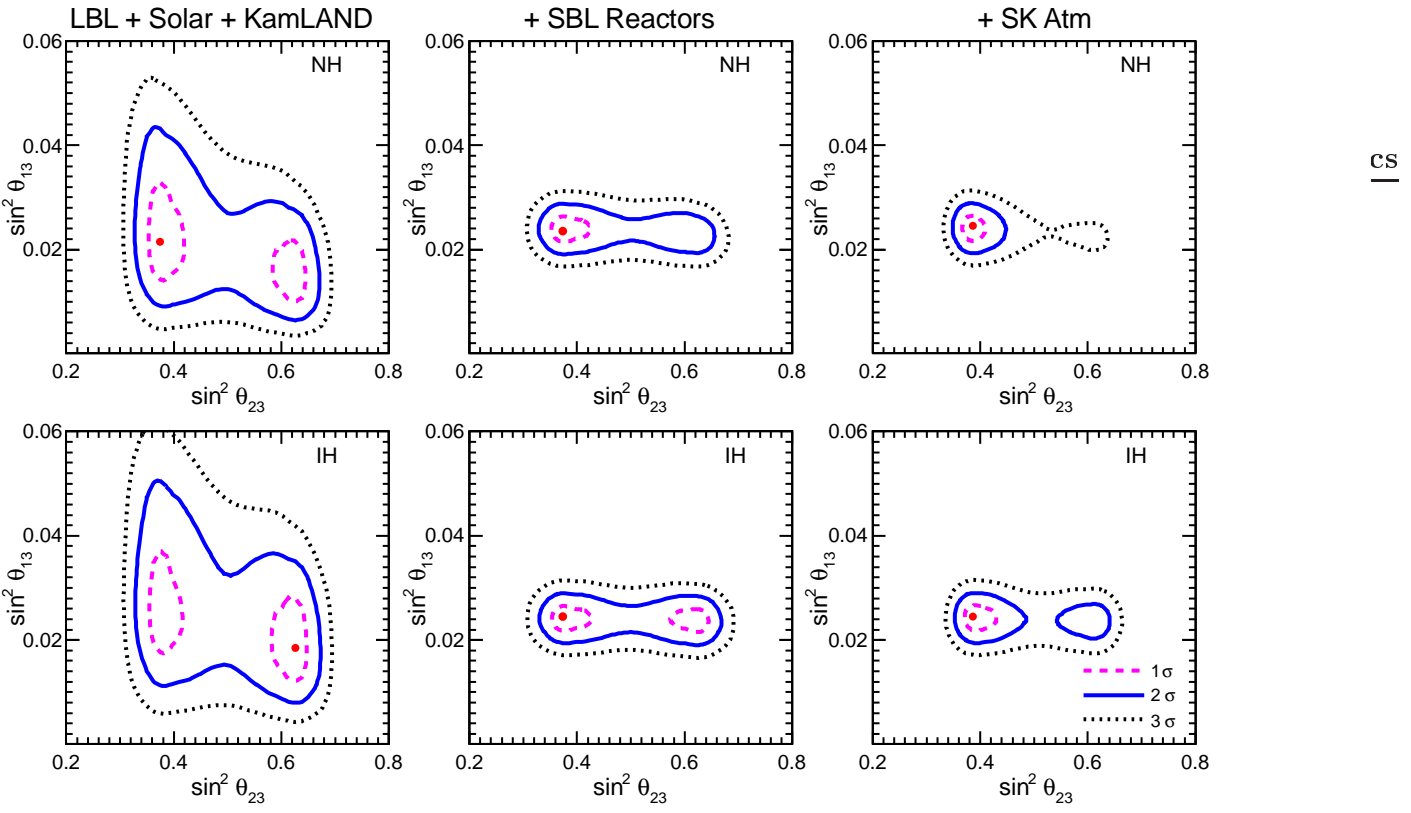 LBL + Solar + KamLAND
+ SBL Reactors
+ SK Atm
0.06
NH
0.04
0.02
sin² θ₁₃
0.2 0.4 0.6 0.8
sin² θ₂₃
0.06
NH
0.04
0.02
sin² θ₁₃
0.2 0.4 0.6 0.8
sin² θ₂₃
0.06
NH
0.04
0.02
sin² θ₁₃
0.2 0.4 0.6 0.8
sin² θ₂₃
cs
0.06
IH
0.04
0.02
sin² θ₁₃
0.2 0.4 0.6 0.8
sin² θ₂₃
0.06
IH
0.04
0.02
sin² θ₁₃
0.2 0.4 0.6 0.8
sin² θ₂₃
0.06
IH
0.04
0.02
sin² θ₁₃
1 σ
2 σ
3 σ
0.2 0.4 0.6 0.8
sin² θ₂₃